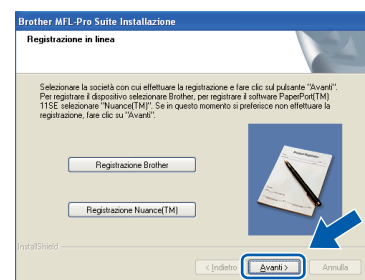 Brother MFL-Pro Suite Installazione
Registrazione in linea
Selezionare la società con cui effettuare la registrazione e fare clic sul pulsante "Avanti".
Per registrare il dispositivo selezionare Brother, per registrare il software PaperPort(TM)
11SE selezionare "Nuance(TM)". Se in questo momento si preferisce non effettuare la
registrazione, fare clic su "Avanti".
Registrazione Brother
Product Registration
Registrazione Nuance(TM)
InstallShield
< Indietro
Avanti >
Annulla